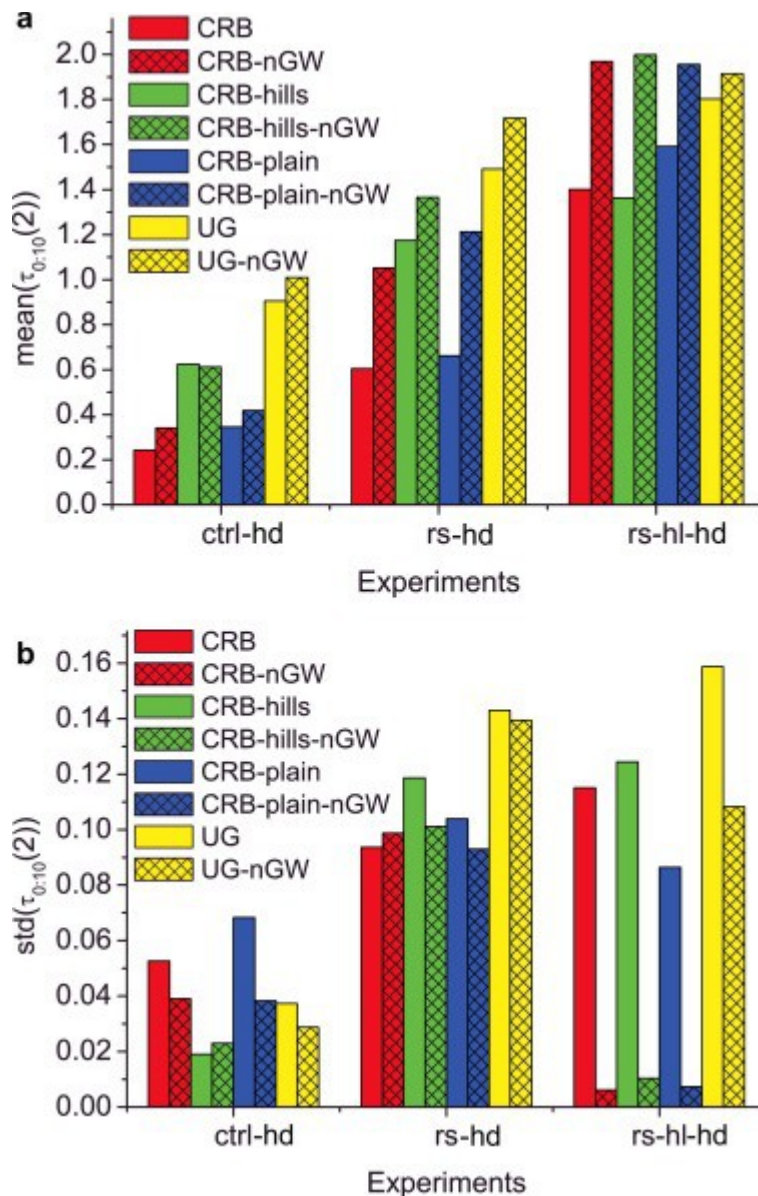 a
mean(τ0:10(2))
2.0
1.8
1.6
1.4
1.2
1.0
0.8
0.6
0.4
0.2
0.0
CRB
CRB-nGW
CRB-hills
CRB-hills-nGW
CRB-plain
CRB-plain-nGW
UG
UG-nGW
ctrl-hd rs-hd rs-hl-hd
Experiments
b
std(τ0:10(2))
0.16
0.14
0.12
0.10
0.08
0.06
0.04
0.02
0.00
CRB
CRB-nGW
CRB-hills
CRB-hills-nGW
CRB-plain
CRB-plain-nGW
UG
UG-nGW
ctrl-hd rs-hd rs-hl-hd
Experiments